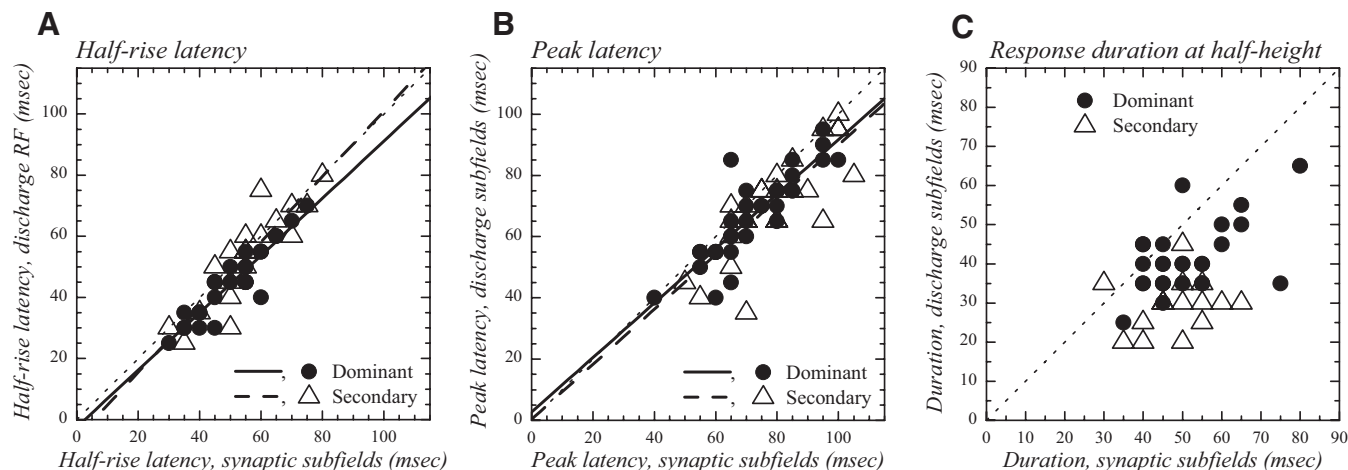 A
Half-rise latency
Half-rise latency, discharge RF (msec)
100
80
60
40
20
0
0 20 40 60 80 100
Half-rise latency, synaptic subfields (msec)
, Dominant
, Secondary
B
Peak latency
Peak latency, discharge subfields (msec)
100
80
60
40
20
0
0 20 40 60 80 100
Peak latency, synaptic subfields (msec)
, Dominant
, Secondary
C
Response duration at half-height
Duration, discharge subfields (msec)
90
80
70
60
50
40
30
20
10
0
0 10 20 30 40 50 60 70 80 90
Duration, synaptic subfields (msec)
Dominant
Secondary